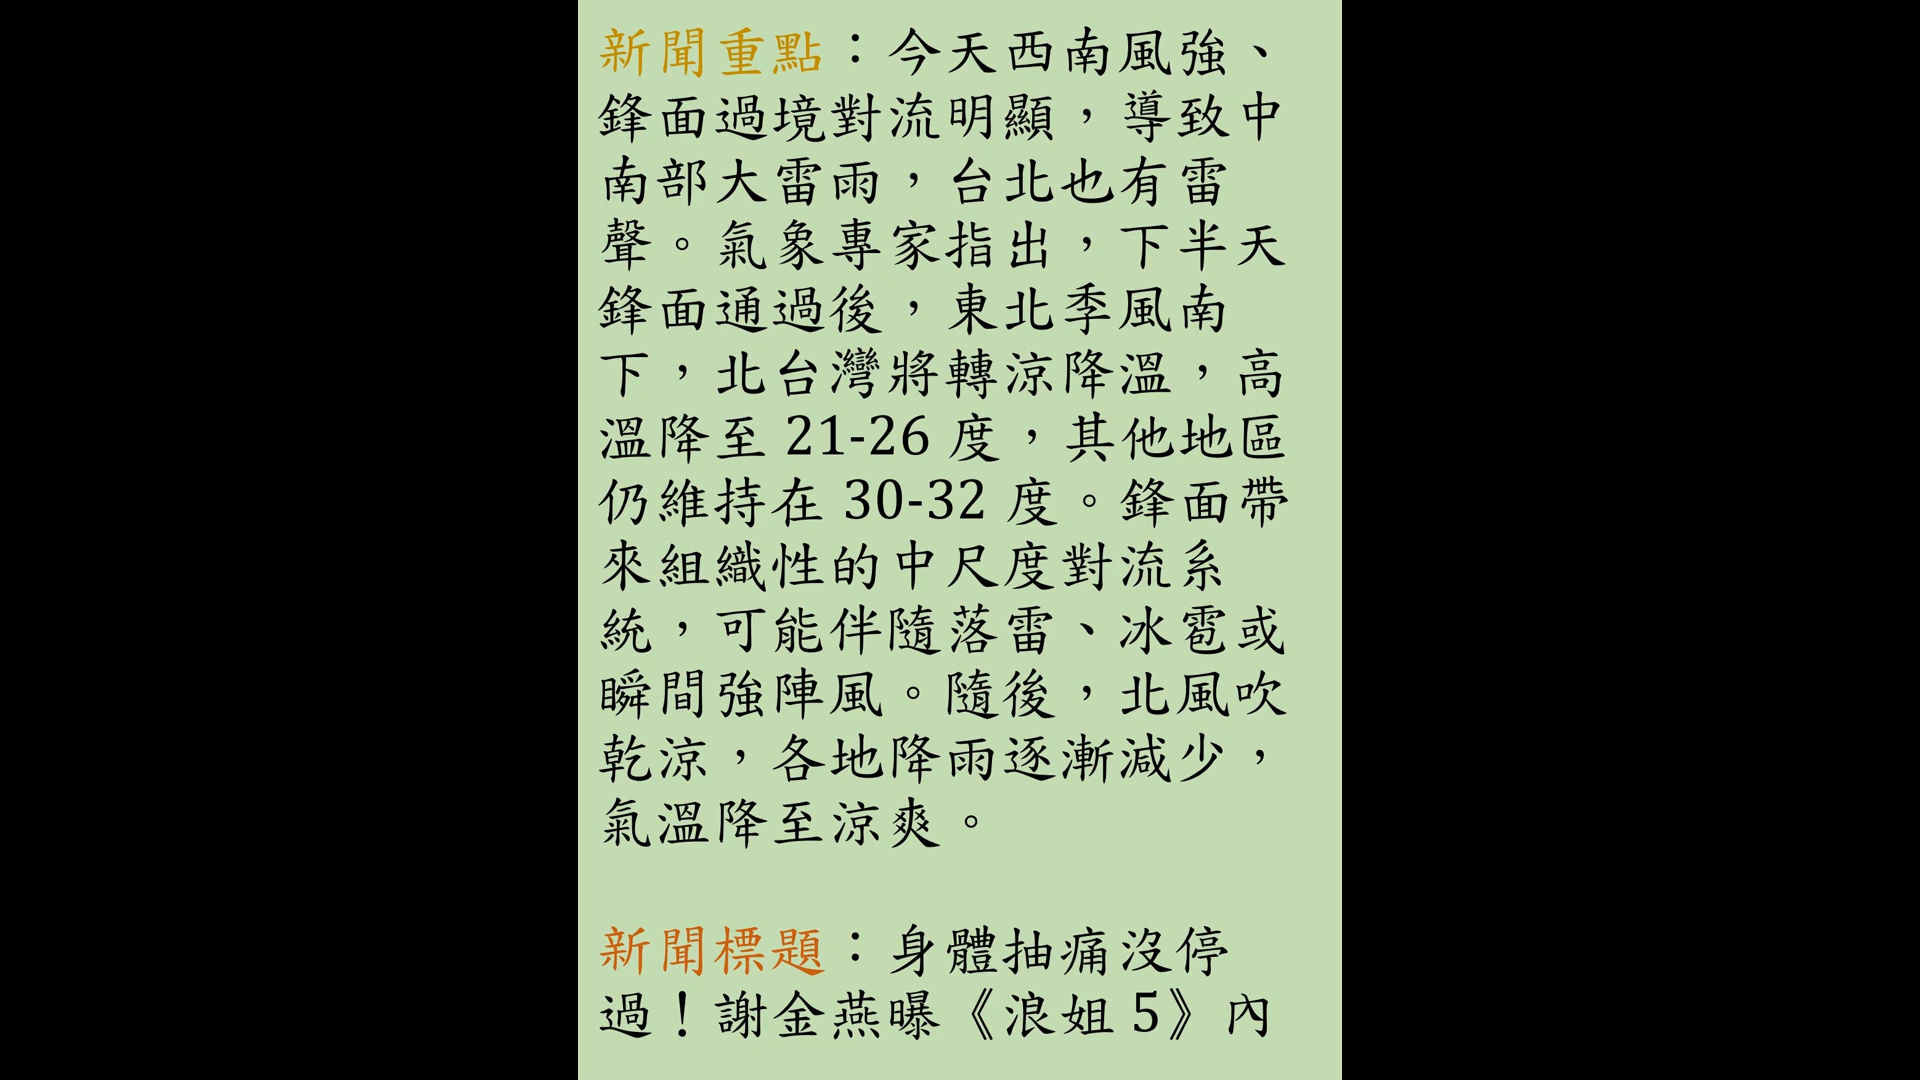 新聞重點：今天西南風強、
鋒面過境對流明顯，導致中
南部大雷雨，台北也有雷
聲。氣象專家指出，下半天
鋒面通過後，東北季風南
下，北台灣將轉涼降溫，高
溫降至 21-26 度，其他地區
仍維持在 30-32 度。鋒面帶
來組織性的中尺度對流系
統，可能伴隨落雷、冰雹或
瞬間強陣風。隨後，北風吹
乾涼，各地降雨逐漸減少，
氣溫降至涼爽。
新聞標題：身體抽痛沒停
過！謝金燕曝《浪姐 5》內